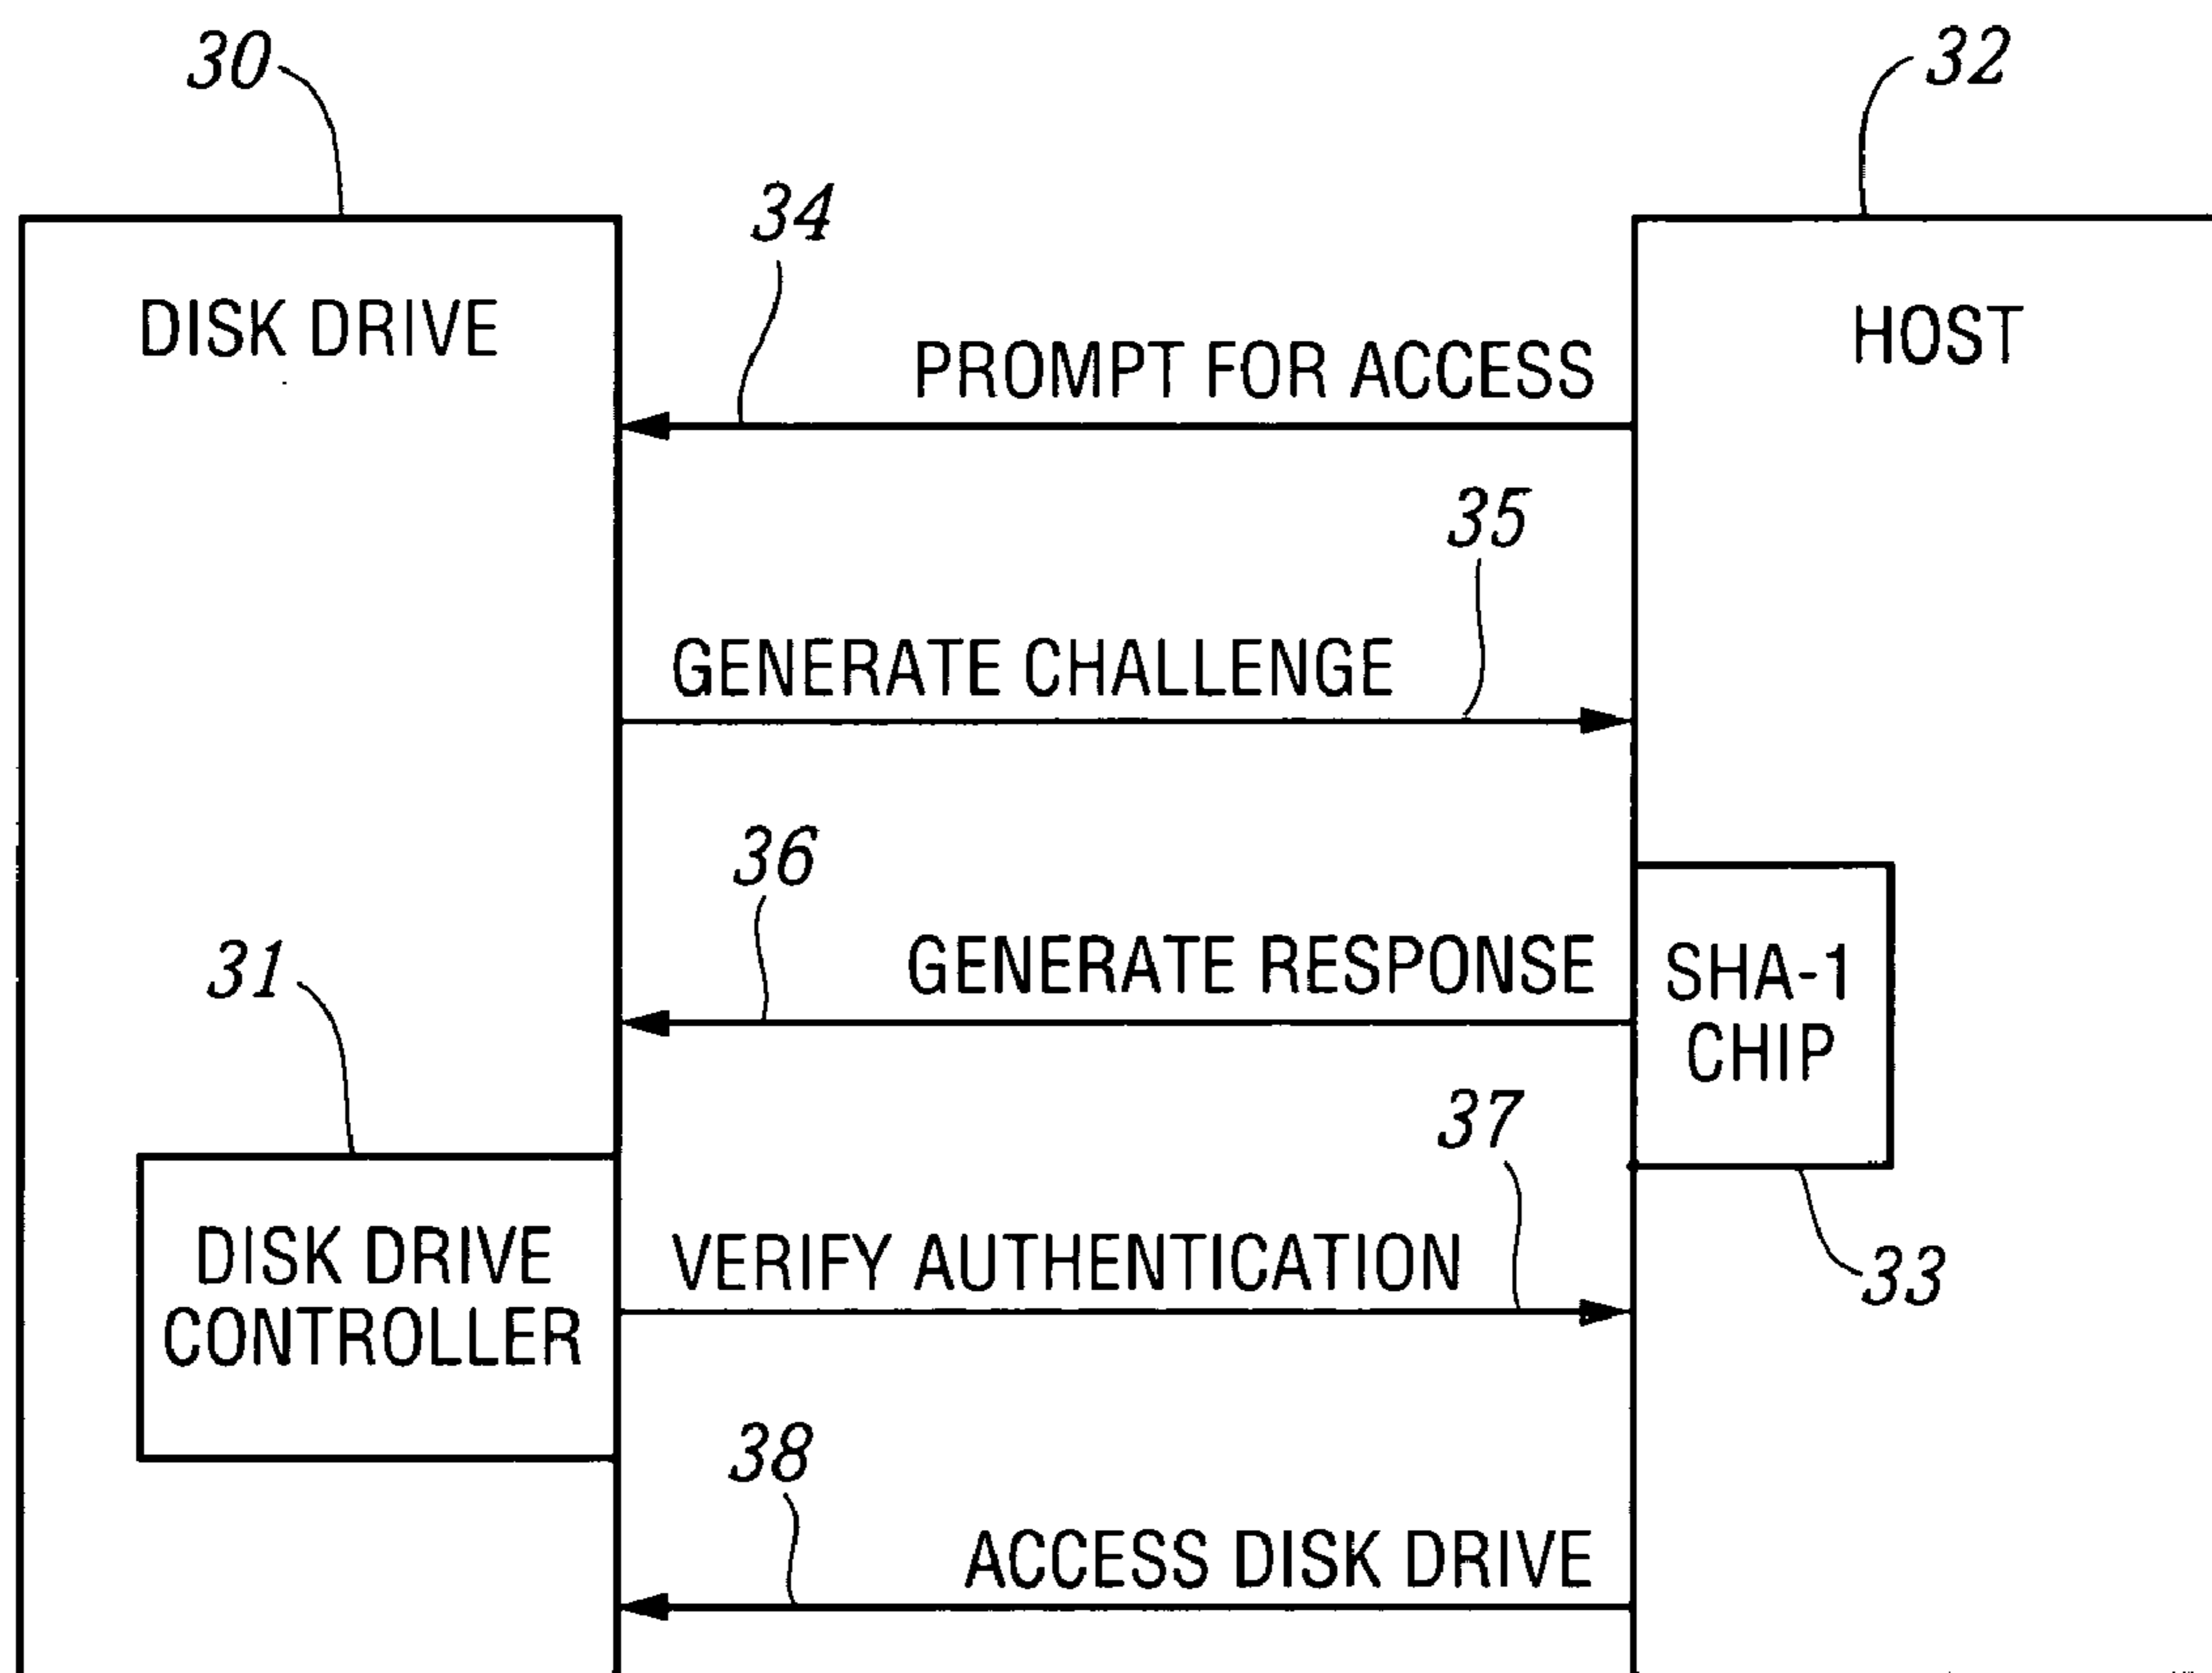 30
32
34
DISK DRIVE
HOST
PROMPT FOR ACCESS
35
GENERATE CHALLENGE
36
GENERATE RESPONSE
SHA-1
CHIP
31
37
DISK DRIVE
CONTROLLER
VERIFY AUTHENTICATION
33
38
ACCESS DISK DRIVE